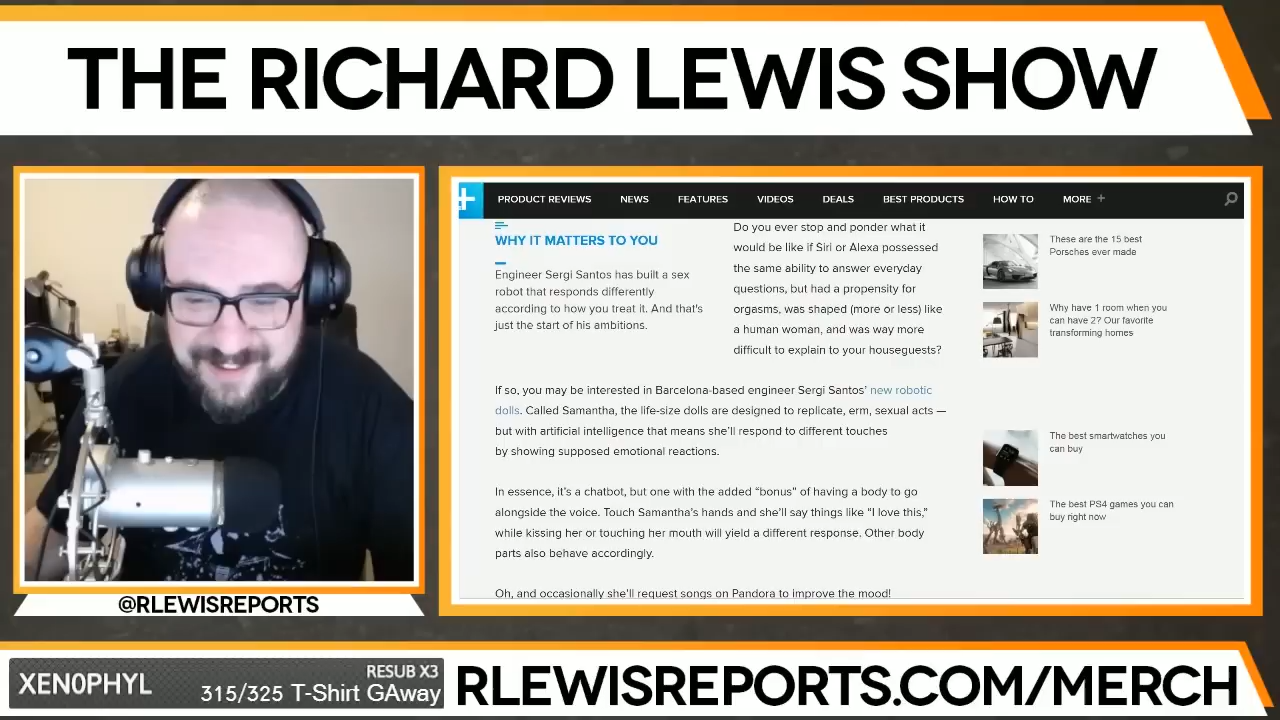 THE RICHARD LEWIS SHOW
@RLEWISREPORTS
PRODUCT REVIEWS NEWS FEATURES VIDEOS DEALS BEST PRODUCTS HOW TO MORE +
WHY IT MATTERS TO YOU
Engineer Sergi Santos has built a sex
robot that responds differently
according to how you treat it. And that's
just the start of his ambitions.
Do you ever stop and ponder what it
would be like if Siri or Alexa possessed
the same ability to answer everyday
questions, but had a propensity for
orgasms, was shaped (more or less) like
a human woman, and was way more
difficult to explain to your houseguests?
If so, you may be interested in Barcelona-based engineer Sergi Santos' new robotic
dolls. Called Samantha, the life-size dolls are designed to replicate, erm, sexual acts —
but with artificial intelligence that means she'll respond to different touches
by showing supposed emotional reactions.
In essence, it's a chatbot, but one with the added “bonus” of having a body to go
alongside the voice. Touch Samantha's hands and she'll say things like “I love this,”
while kissing her or touching her mouth will yield a different response. Other body
parts also behave accordingly.
Oh, and occasionally she'll request songs on Pandora to improve the mood!
These are the 15 best
Porsches ever made
Why have 1 room when you
can have 2? Our favorite
transforming homes
The best smartwatches you
can buy
The best PS4 games you can
buy right now
XEN0PHYL
RESUB X3
315/325 T-Shirt GAway
RLEWISREPORTS.COM/MERCH